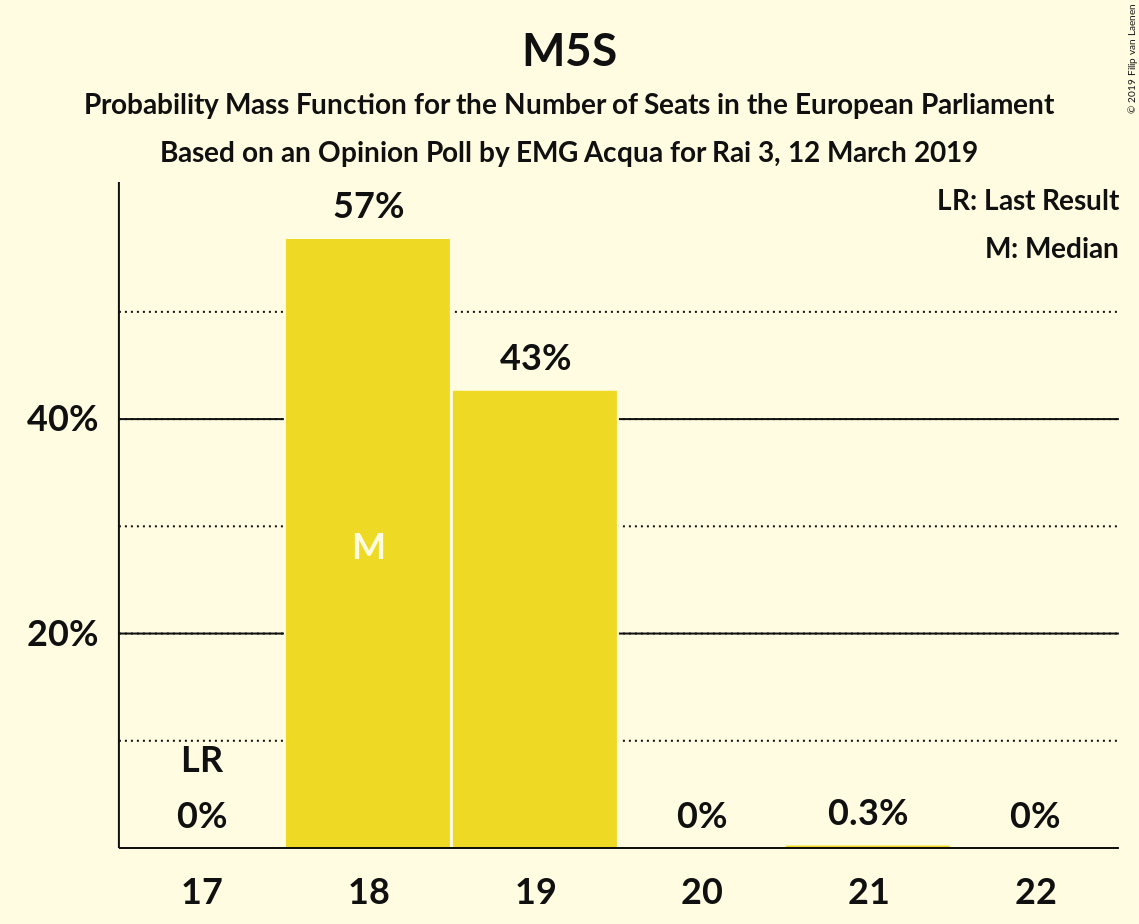 M5S
Probability Mass Function for the Number of Seats in the European Parliament
Based on an Opinion Poll by EMG Acqua for Rai 3, 12 March 2019
© 2019 Filip van Laenen
LR: Last Result
M: Median
57%
43%
40%
M
20%
LR
0%
0%
0.3%
0%
17 18 19 20 21 22